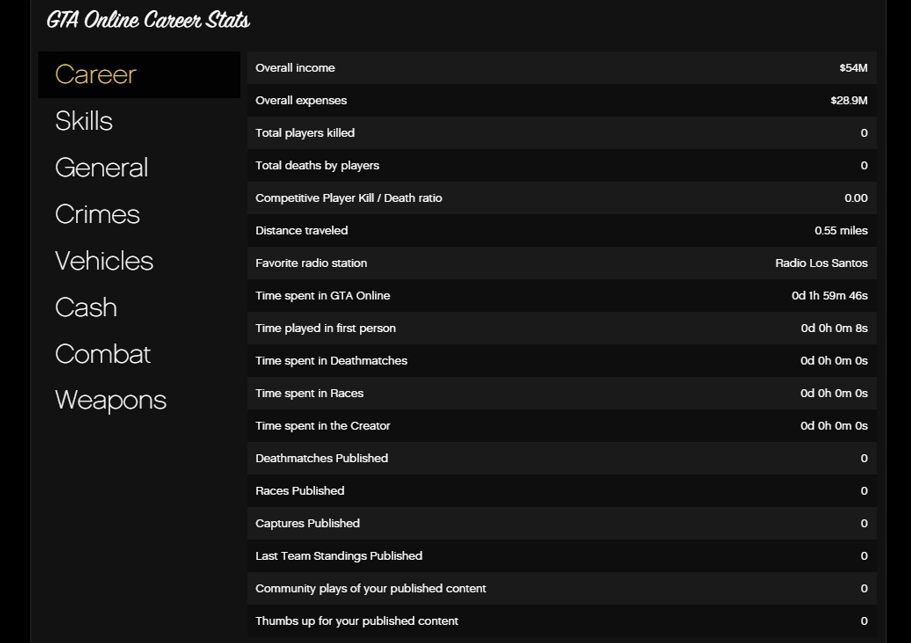 GTA Online Career Stats
Career
Skills
General
Crimes
Vehicles
Cash
Combat
Weapons
Overall income $54M
Overall expenses $28.9M
Total players killed 0
Total deaths by players 0
Competitive Player Kill / Death ratio 0.00
Distance traveled 0.55 miles
Favorite radio station Radio Los Santos
Time spent in GTA Online 0d 1h 59m 46s
Time played in first person 0d 0h 0m 8s
Time spent in Deathmatches 0d 0h 0m 0s
Time spent in Races 0d 0h 0m 0s
Time spent in the Creator 0d 0h 0m 0s
Deathmatches Published 0
Races Published 0
Captures Published 0
Last Team Standings Published 0
Community plays of your published content 0
Thumbs up for your published content 0